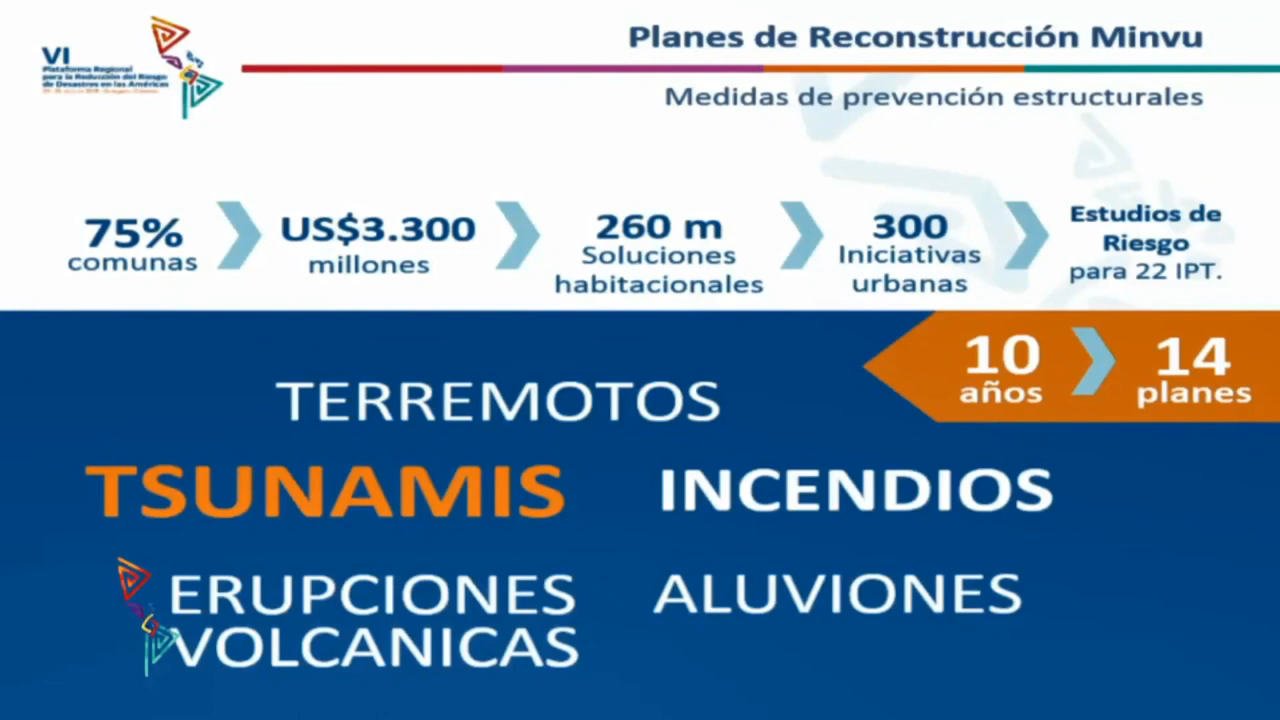 VI
Plataforma Regional
para la Reducción del Riesgo
de Desastres en las Américas
Planes de Reconstrucción Minvu
Medidas de prevención estructurales
75%
comunas
US$3.300
millones
260 m
Soluciones
habitacionales
300
Iniciativas
urbanas
Estudios de
Riesgo
para 22 IPT.
10
años
14
planes
TERREMOTOS
TSUNAMIS
INCENDIOS
ERUPCIONES
VOLCANICAS
ALUVIONES